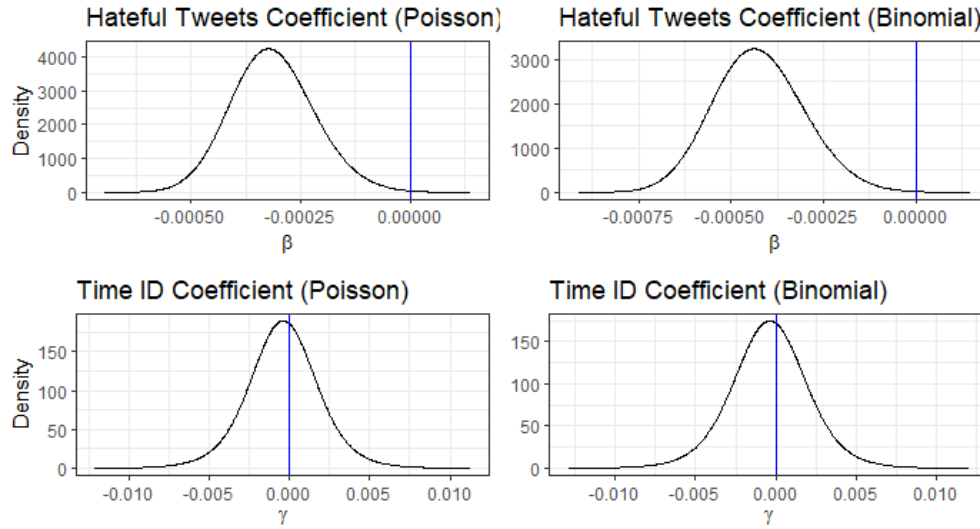 Hateful Tweets Coefficient (Poisson)
Hateful Tweets Coefficient (Binomial)
Density
4000
3000
2000
1000
0
-0.00050 -0.00025 0.00000
β
3000
2000
1000
0
-0.00075 -0.00050 -0.00025 0.00000
β
Time ID Coefficient (Poisson)
Time ID Coefficient (Binomial)
Density
150
100
50
0
-0.010 -0.005 0.000 0.005 0.010
γ
150
100
50
0
-0.010 -0.005 0.000 0.005 0.010
γ